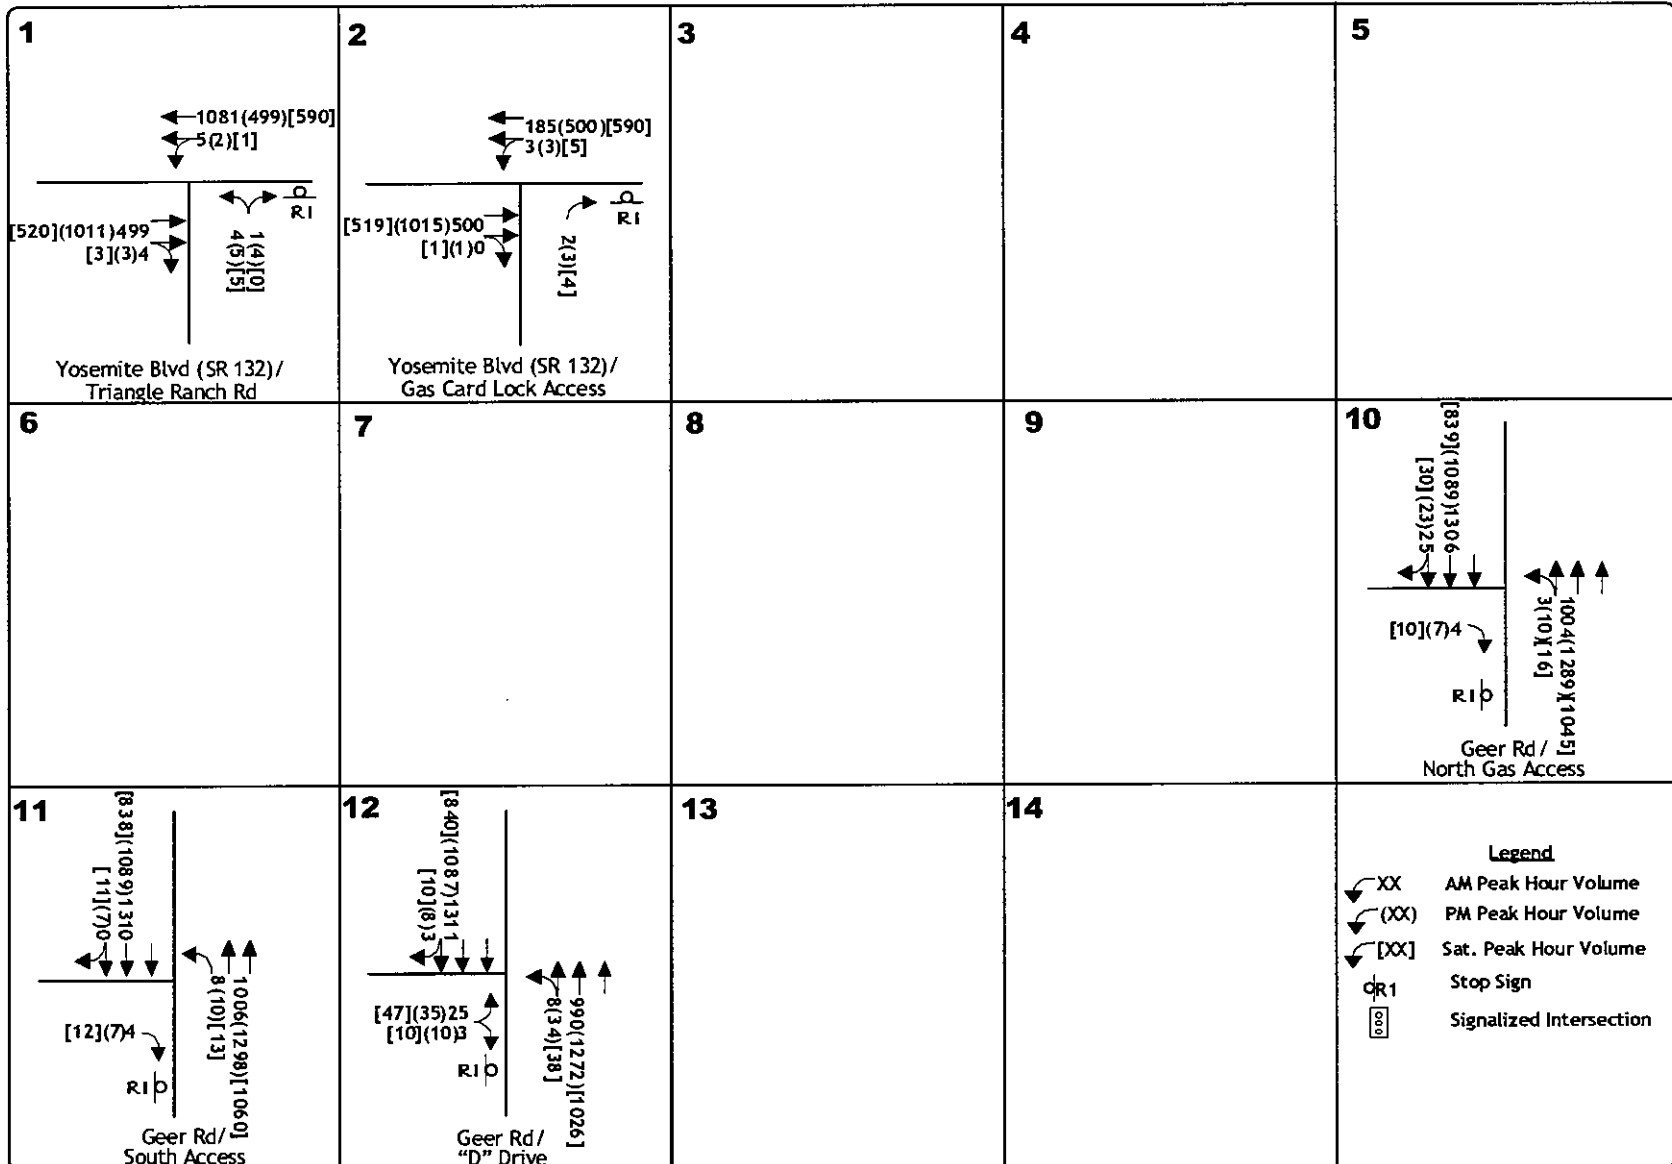 1
2
3
4
5
1081(499)[590]
5(2)[1]
R1
[520](1011)499
[3](3)4
1(4)[0]
4(5)[5]
Yosemite Blvd (SR 132)/
Triangle Ranch Rd
185(500)[590]
3(3)[5]
R1
[519](1015)500
[1](1)0
2(3)[4]
Yosemite Blvd (SR 132)/
Gas Card Lock Access
6
7
8
9
10
[839](1089)1306
[30](23)25
[10](7)4
R1
1004(1289)[1045]
3(10)[16]
Geer Rd/
North Gas Access
11
[838](1089)1310
[11](7)0
[12](7)4
R1
1006(1298)[1060]
8(10)[13]
Geer Rd/
South Access
12
[840](1087)1311
[10](8)3
[47](35)25
[10](10)3
R1
990(1272)[1026]
8(34)[38]
Geer Rd/
"D" Drive
13
14
Legend
XX AM Peak Hour Volume
(XX) PM Peak Hour Volume
[XX] Sat. Peak Hour Volume
R1 Stop Sign
Signalized Intersection